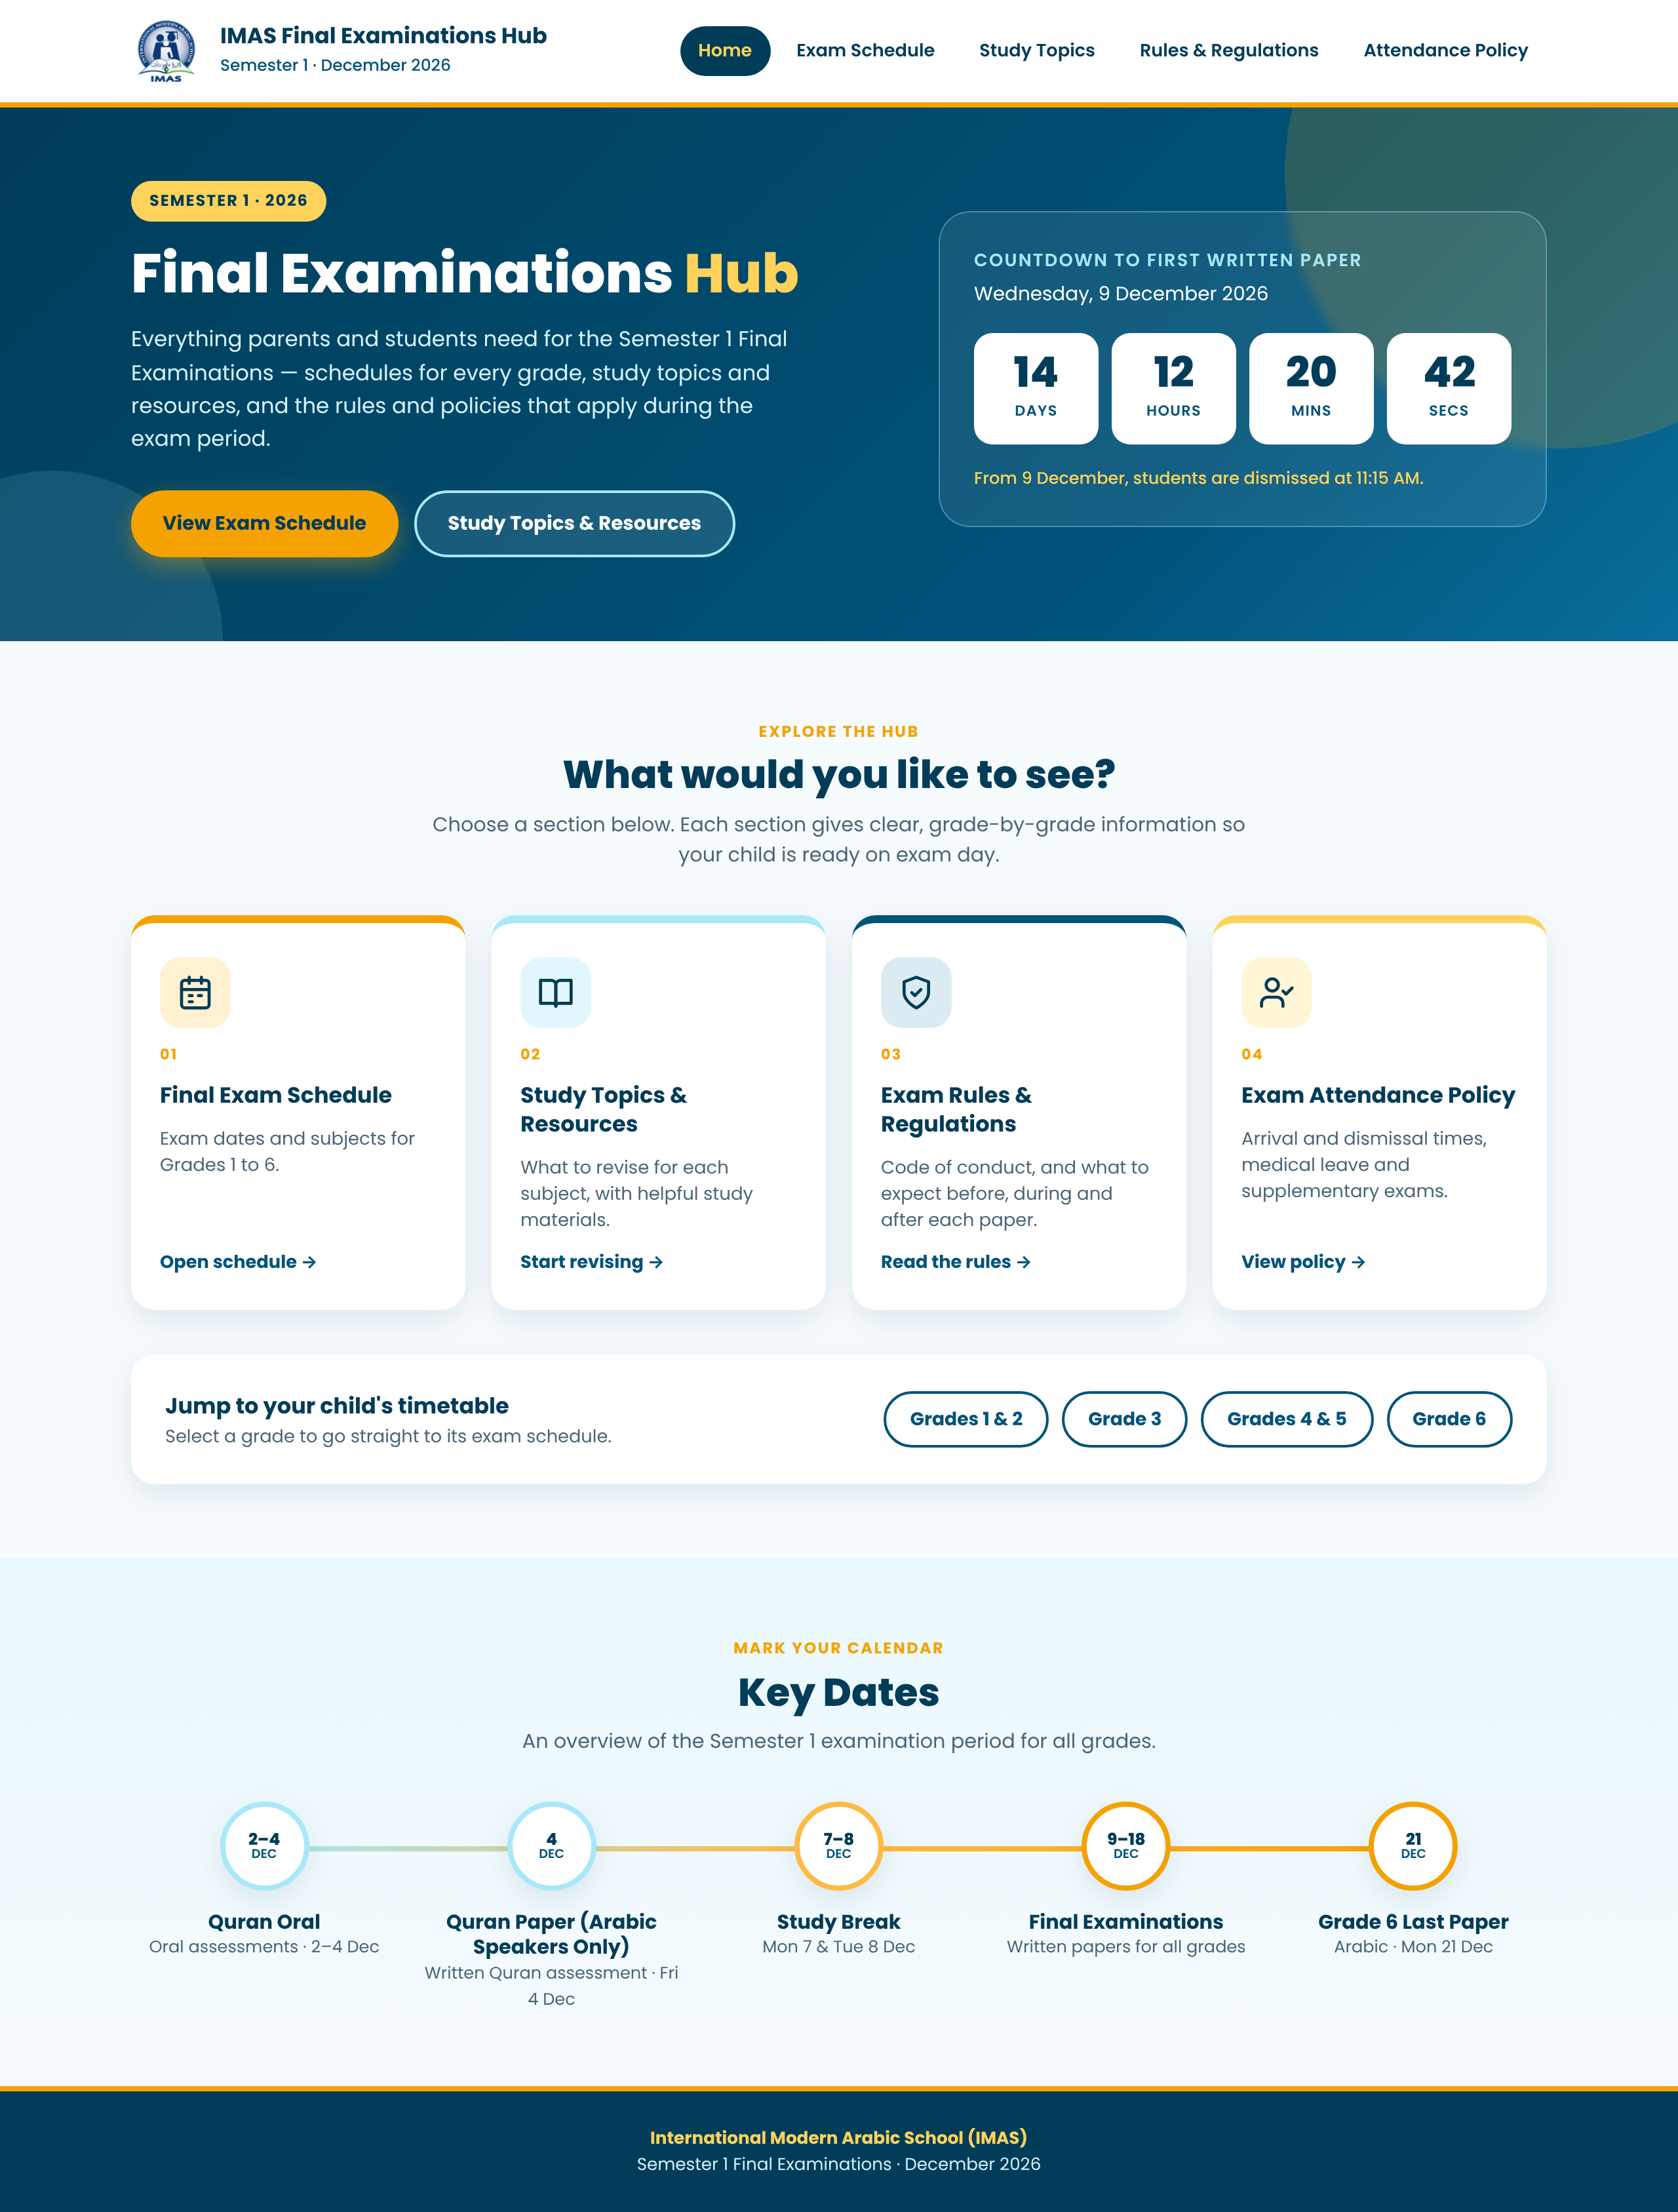 IMAS
IMAS Final Examinations Hub
Semester 1 · December 2026
Home
Exam Schedule
Study Topics
Rules & Regulations
Attendance Policy
SEMESTER 1 · 2026
Final Examinations Hub
Everything parents and students need for the Semester 1 Final
Examinations — schedules for every grade, study topics and
resources, and the rules and policies that apply during the
exam period.
View Exam Schedule
Study Topics & Resources
COUNTDOWN TO FIRST WRITTEN PAPER
Wednesday, 9 December 2026
14
DAYS
12
HOURS
20
MINS
42
SECS
From 9 December, students are dismissed at 11:15 AM.
EXPLORE THE HUB
What would you like to see?
Choose a section below. Each section gives clear, grade-by-grade information so
your child is ready on exam day.
01
Final Exam Schedule
Exam dates and subjects for
Grades 1 to 6.
Open schedule →
02
Study Topics &
Resources
What to revise for each
subject, with helpful study
materials.
Start revising →
03
Exam Rules &
Regulations
Code of conduct, and what to
expect before, during and
after each paper.
Read the rules →
04
Exam Attendance Policy
Arrival and dismissal times,
medical leave and
supplementary exams.
View policy →
Jump to your child's timetable
Select a grade to go straight to its exam schedule.
Grades 1 & 2
Grade 3
Grades 4 & 5
Grade 6
MARK YOUR CALENDAR
Key Dates
An overview of the Semester 1 examination period for all grades.
2–4
DEC
Quran Oral
Oral assessments · 2–4 Dec
4
DEC
Quran Paper (Arabic
Speakers Only)
Written Quran assessment · Fri
4 Dec
7–8
DEC
Study Break
Mon 7 & Tue 8 Dec
9–18
DEC
Final Examinations
Written papers for all grades
21
DEC
Grade 6 Last Paper
Arabic · Mon 21 Dec
International Modern Arabic School (IMAS)
Semester 1 Final Examinations · December 2026